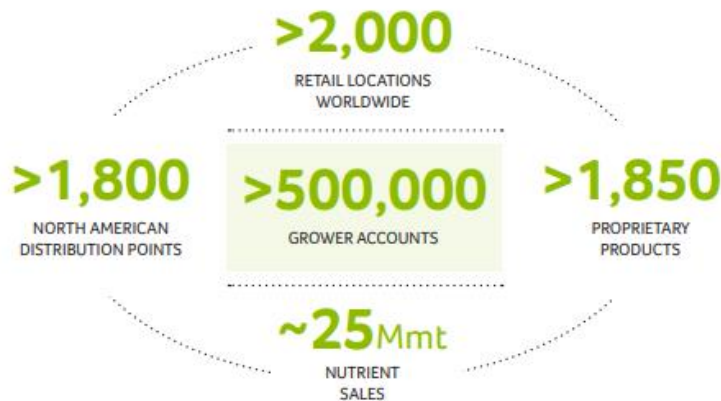 >2,000
RETAIL LOCATIONS
WORLDWIDE
>1,800
NORTH AMERICAN
DISTRIBUTION POINTS
>500,000
GROWER ACCOUNTS
>1,850
PROPRIETARY
PRODUCTS
~25Mmt
NUTRIENT
SALES